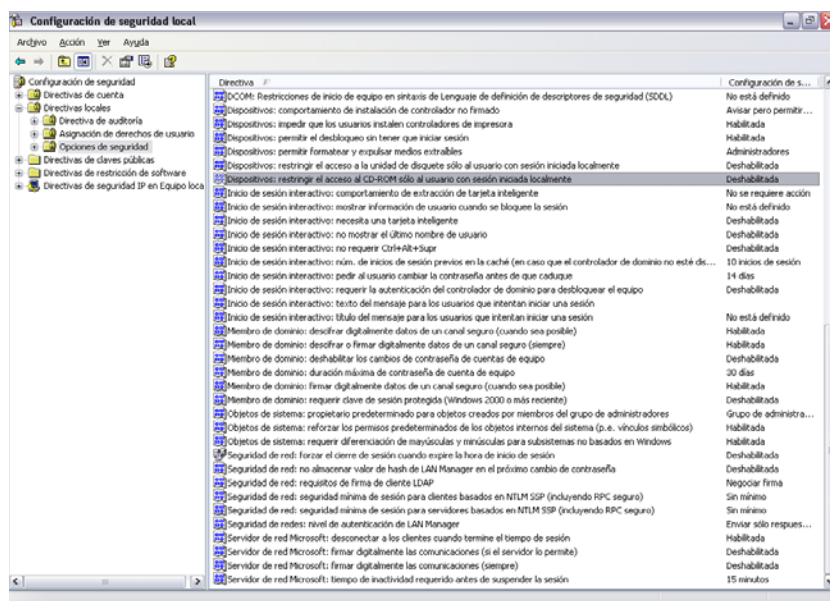 Configuración de seguridad local
Archivo Acción Ver Ayuda
Configuración de seguridad
Directivas de cuenta
Directivas locales
Directiva de auditoría
Asignación de derechos de usuario
Opciones de seguridad
Directivas de claves públicas
Directivas de restricción de software
Directivas de seguridad IP en Equipo loca
Directiva Configuración de s...
DCOM: Restricciones de inicio de equipo en sintaxis de Lenguaje de definición de descriptores de seguridad (SDDL) No está definido
Dispositivos: comportamiento de instalación de controlador no firmado Avisar pero permitir...
Dispositivos: impedir que los usuarios instalen controladores de impresora Habilitada
Dispositivos: permitir el desbloqueo sin tener que iniciar sesión Habilitada
Dispositivos: permitir formatear y expulsar medios extraíbles Administradores
Dispositivos: restringir el acceso a la unidad de disquete sólo al usuario con sesión iniciada localmente Deshabilitada
Dispositivos: restringir el acceso al CD-ROM sólo al usuario con sesión iniciada localmente Deshabilitada
Inicio de sesión interactivo: comportamiento de extracción de tarjeta inteligente No se requiere acción
Inicio de sesión interactivo: mostrar información de usuario cuando se bloquee la sesión No está definido
Inicio de sesión interactivo: necesita una tarjeta inteligente Deshabilitada
Inicio de sesión interactivo: no mostrar el último nombre de usuario Deshabilitada
Inicio de sesión interactivo: no requerir Ctrl+Alt+Supr Deshabilitada
Inicio de sesión interactivo: núm. de inicios de sesión previos en la caché (en caso que el controlador de dominio no esté dis... 10 inicios de sesión
Inicio de sesión interactivo: pedir al usuario cambiar la contraseña antes de que caduque 14 días
Inicio de sesión interactivo: requerir la autenticación del controlador de dominio para desbloquear el equipo Deshabilitada
Inicio de sesión interactivo: texto del mensaje para los usuarios que intentan iniciar una sesión
Inicio de sesión interactivo: título del mensaje para los usuarios que intentan iniciar una sesión No está definido
Miembro de dominio: descifrar digitalmente datos de un canal seguro (cuando sea posible) Habilitada
Miembro de dominio: descifrar o firmar digitalmente datos de un canal seguro (siempre) Habilitada
Miembro de dominio: deshabilitar los cambios de contraseña de cuentas de equipo Deshabilitada
Miembro de dominio: duración máxima de contraseña de cuenta de equipo 30 días
Miembro de dominio: firmar digitalmente datos de un canal seguro (cuando sea posible) Habilitada
Miembro de dominio: requerir clave de sesión protegida (Windows 2000 o más reciente) Deshabilitada
Objetos de sistema: propietario predeterminado para objetos creados por miembros del grupo de administradores Grupo de administra...
Objetos de sistema: reforzar los permisos predeterminados de los objetos internos del sistema (p.e. vínculos simbólicos) Habilitada
Objetos de sistema: requerir diferenciación de mayúsculas y minúsculas para subsistemas no basados en Windows Habilitada
Seguridad de red: forzar el cierre de sesión cuando expire la hora de inicio de sesión Deshabilitada
Seguridad de red: no almacenar valor de hash de LAN Manager en el próximo cambio de contraseña Deshabilitada
Seguridad de red: requisitos de firma de cliente LDAP Negociar firma
Seguridad de red: seguridad mínima de sesión para clientes basados en NTLM SSP (incluyendo RPC seguro) Sin mínimo
Seguridad de red: seguridad mínima de sesión para servidores basados en NTLM SSP (incluyendo RPC seguro) Sin mínimo
Seguridad de redes: nivel de autenticación de LAN Manager Enviar sólo respues...
Servidor de red Microsoft: desconectar a los clientes cuando termine el tiempo de sesión Habilitada
Servidor de red Microsoft: firmar digitalmente las comunicaciones (si el servidor lo permite) Deshabilitada
Servidor de red Microsoft: firmar digitalmente las comunicaciones (siempre) Deshabilitada
Servidor de red Microsoft: tiempo de inactividad requerido antes de suspender la sesión 15 minutos